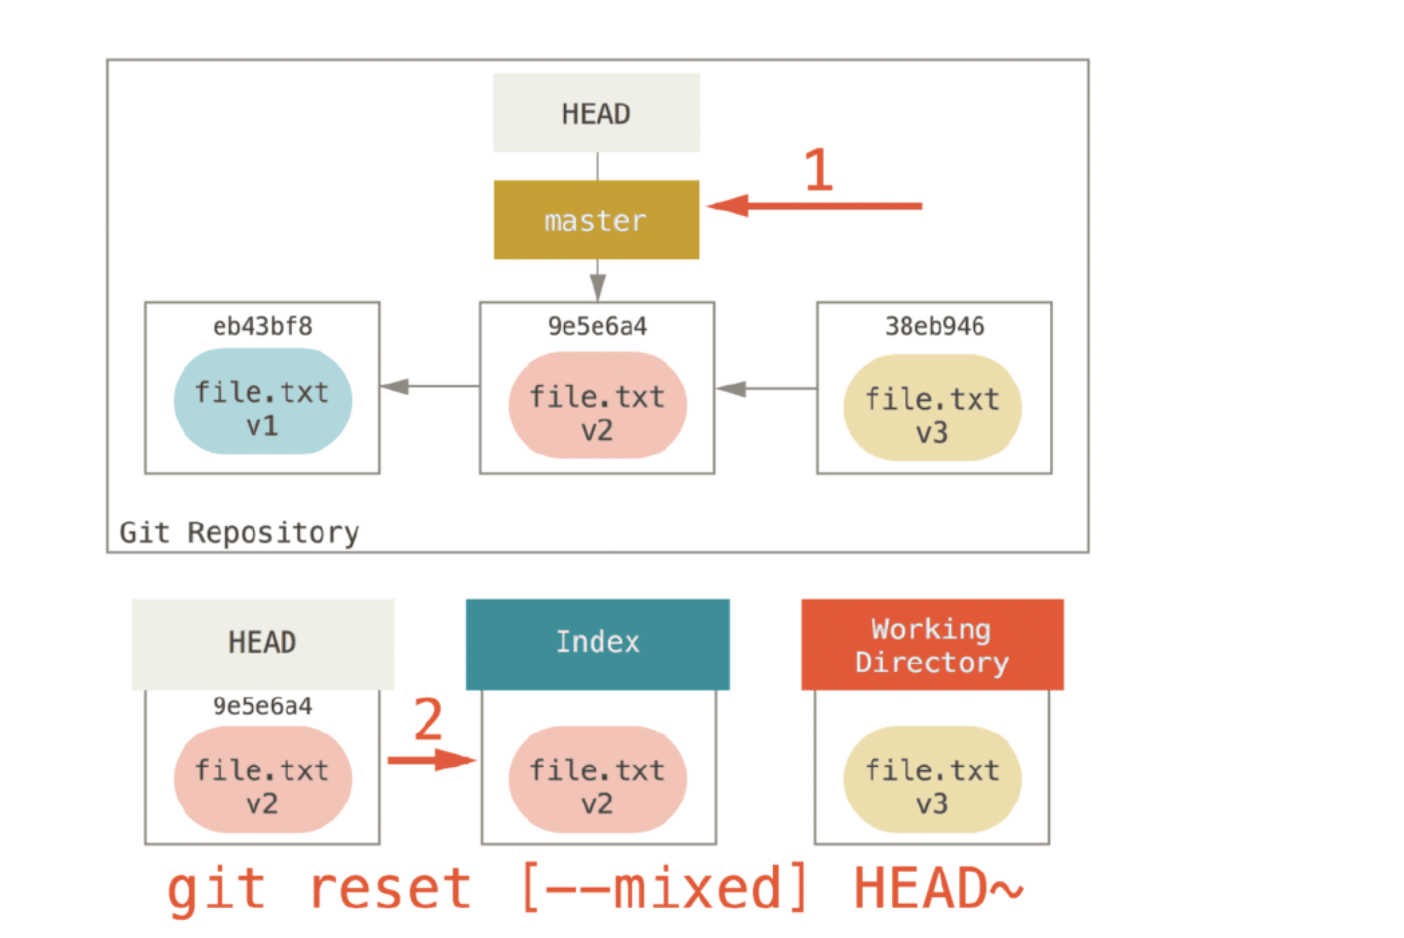 HEAD
1
master
eb43bf8
9e5e6a4
38eb946
file.txt
v1
file.txt
v2
file.txt
v3
Git Repository
HEAD
Index
Working
Directory
9e5e6a4
2
file.txt
v2
file.txt
v2
file.txt
v3
git reset [--mixed] HEAD~